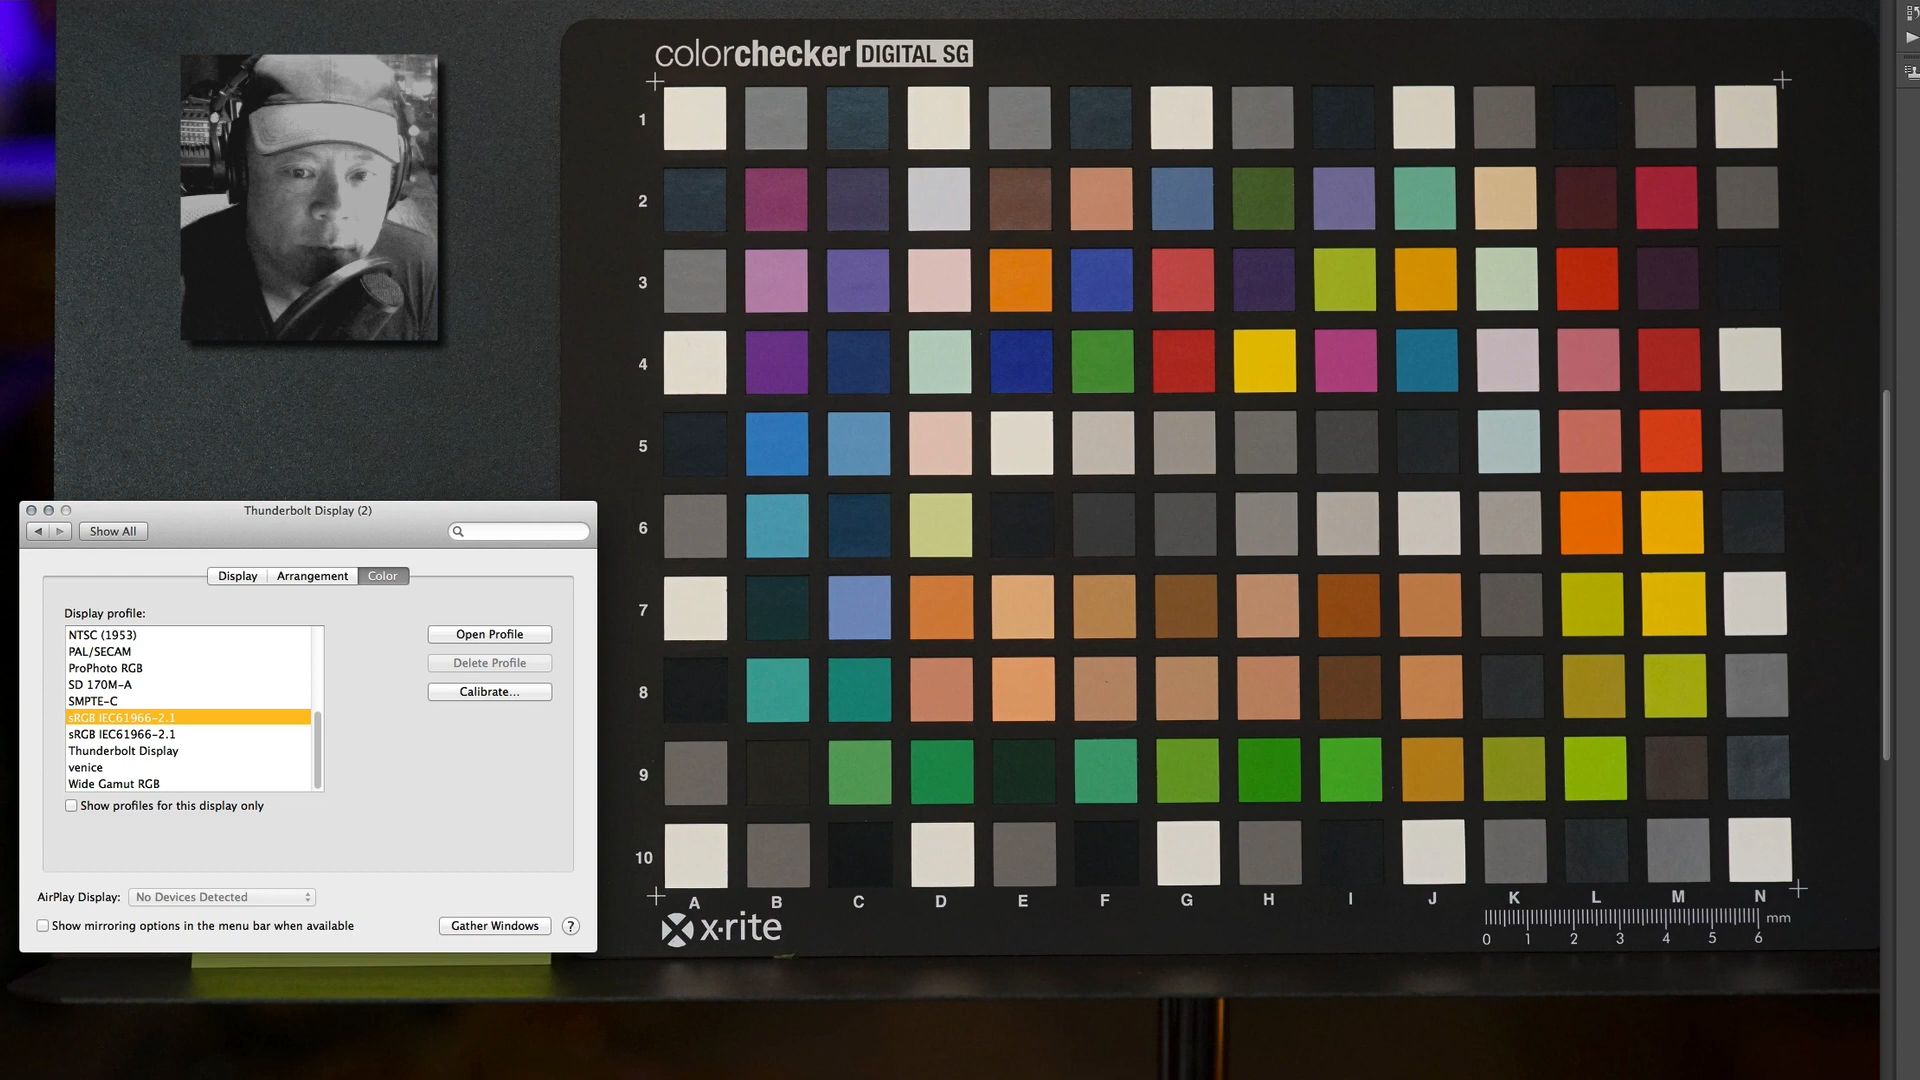 colorchecker DIGITAL SG
1
2
3
4
5
6
7
8
9
10
A B C D E F G H I J K L M N
x·rite
mm
0 1 2 3 4 5 6
Thunderbolt Display (2)
Show All
Display Arrangement Color
Display profile:
NTSC (1953)
PAL/SECAM
ProPhoto RGB
SD 170M-A
SMPTE-C
sRGB IEC61966-2.1
sRGB IEC61966-2.1
Thunderbolt Display
venice
Wide Gamut RGB
Open Profile
Delete Profile
Calibrate...
Show profiles for this display only
AirPlay Display: No Devices Detected
Show mirroring options in the menu bar when available
Gather Windows ?